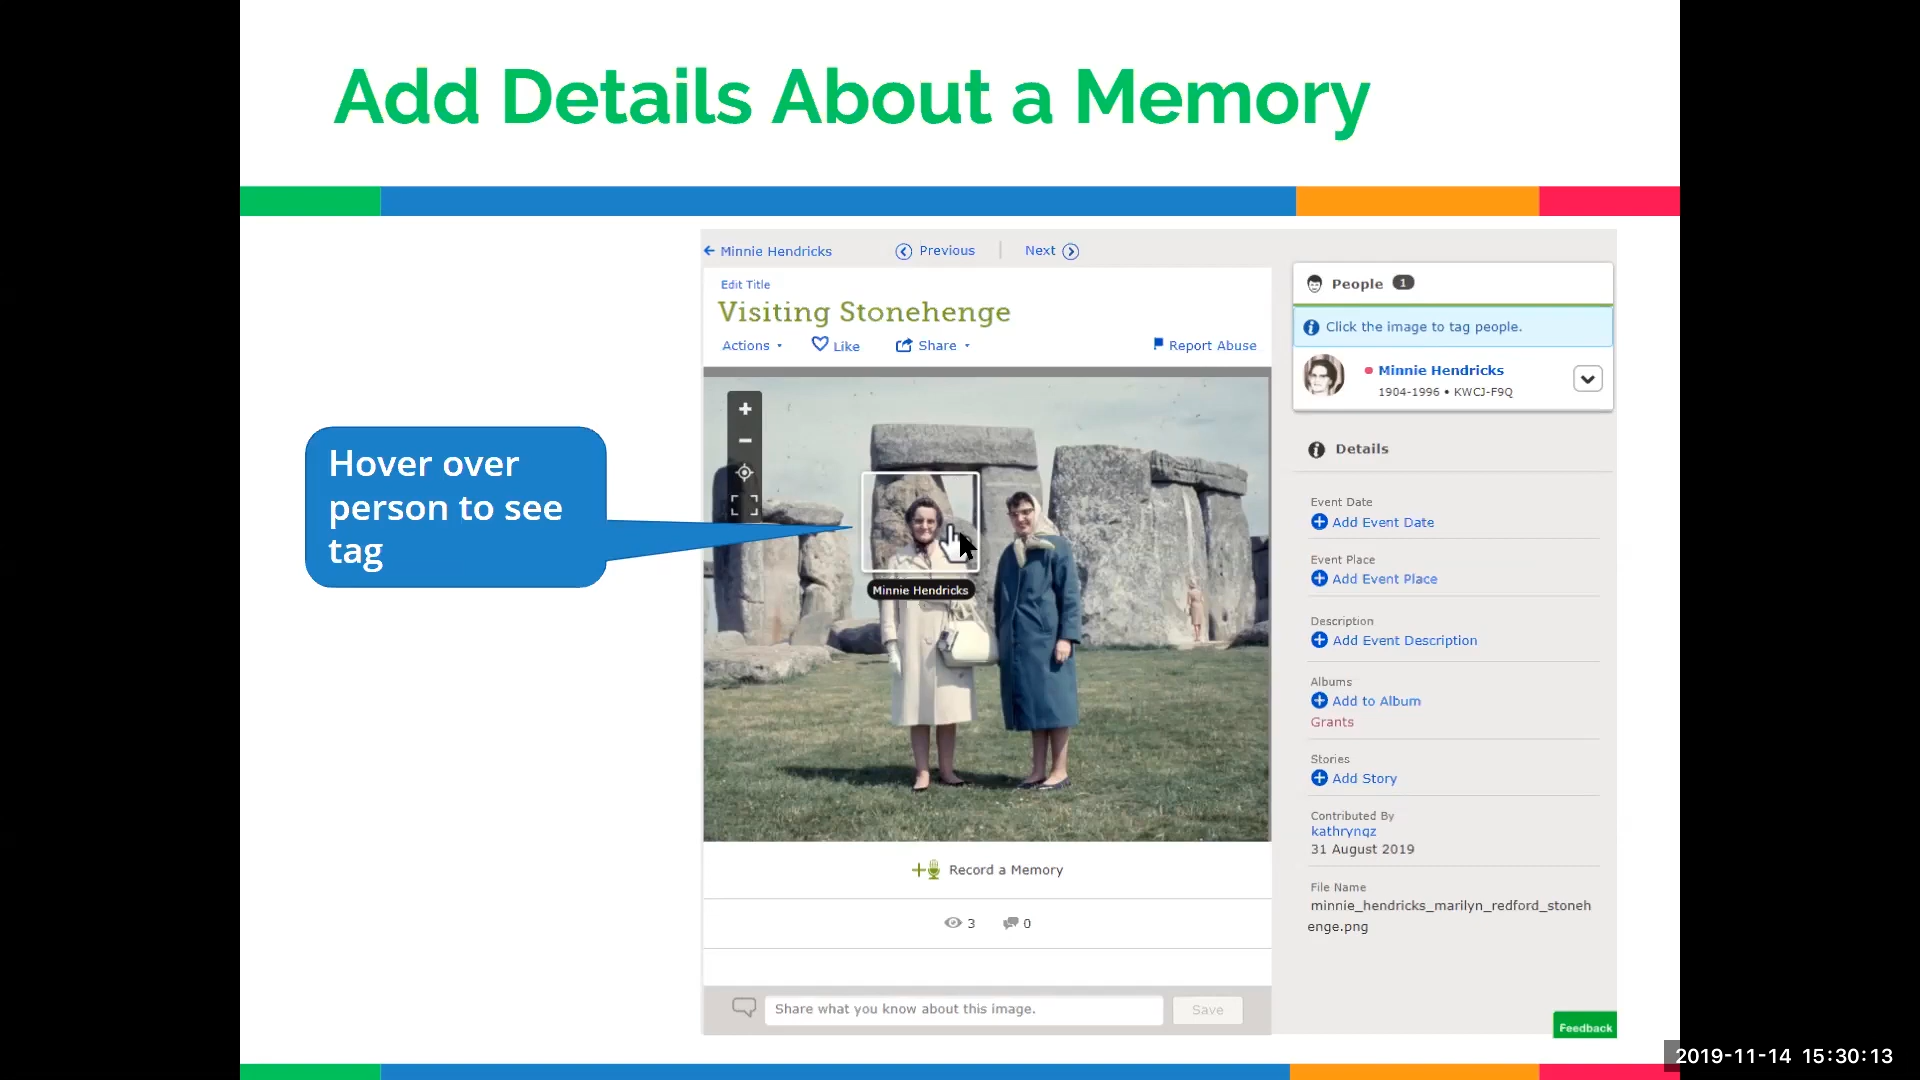 Add Details About a Memory
Minnie Hendricks
Previous
Next
Edit Title
Visiting Stonehenge
Actions
Like
Share
Report Abuse
Hover over
person to see
tag
Minnie Hendricks
Record a Memory
3
0
Share what you know about this image.
Save
People 1
Click the image to tag people.
Minnie Hendricks
1904-1996 • KWCJ-F9Q
Details
Event Date
Add Event Date
Event Place
Add Event Place
Description
Add Event Description
Albums
Add to Album
Grants
Stories
Add Story
Contributed By
kathrynqz
31 August 2019
File Name
minnie_hendricks_marilyn_redford_stoneh
enge.png
Feedback
2019-11-14 15:30:13